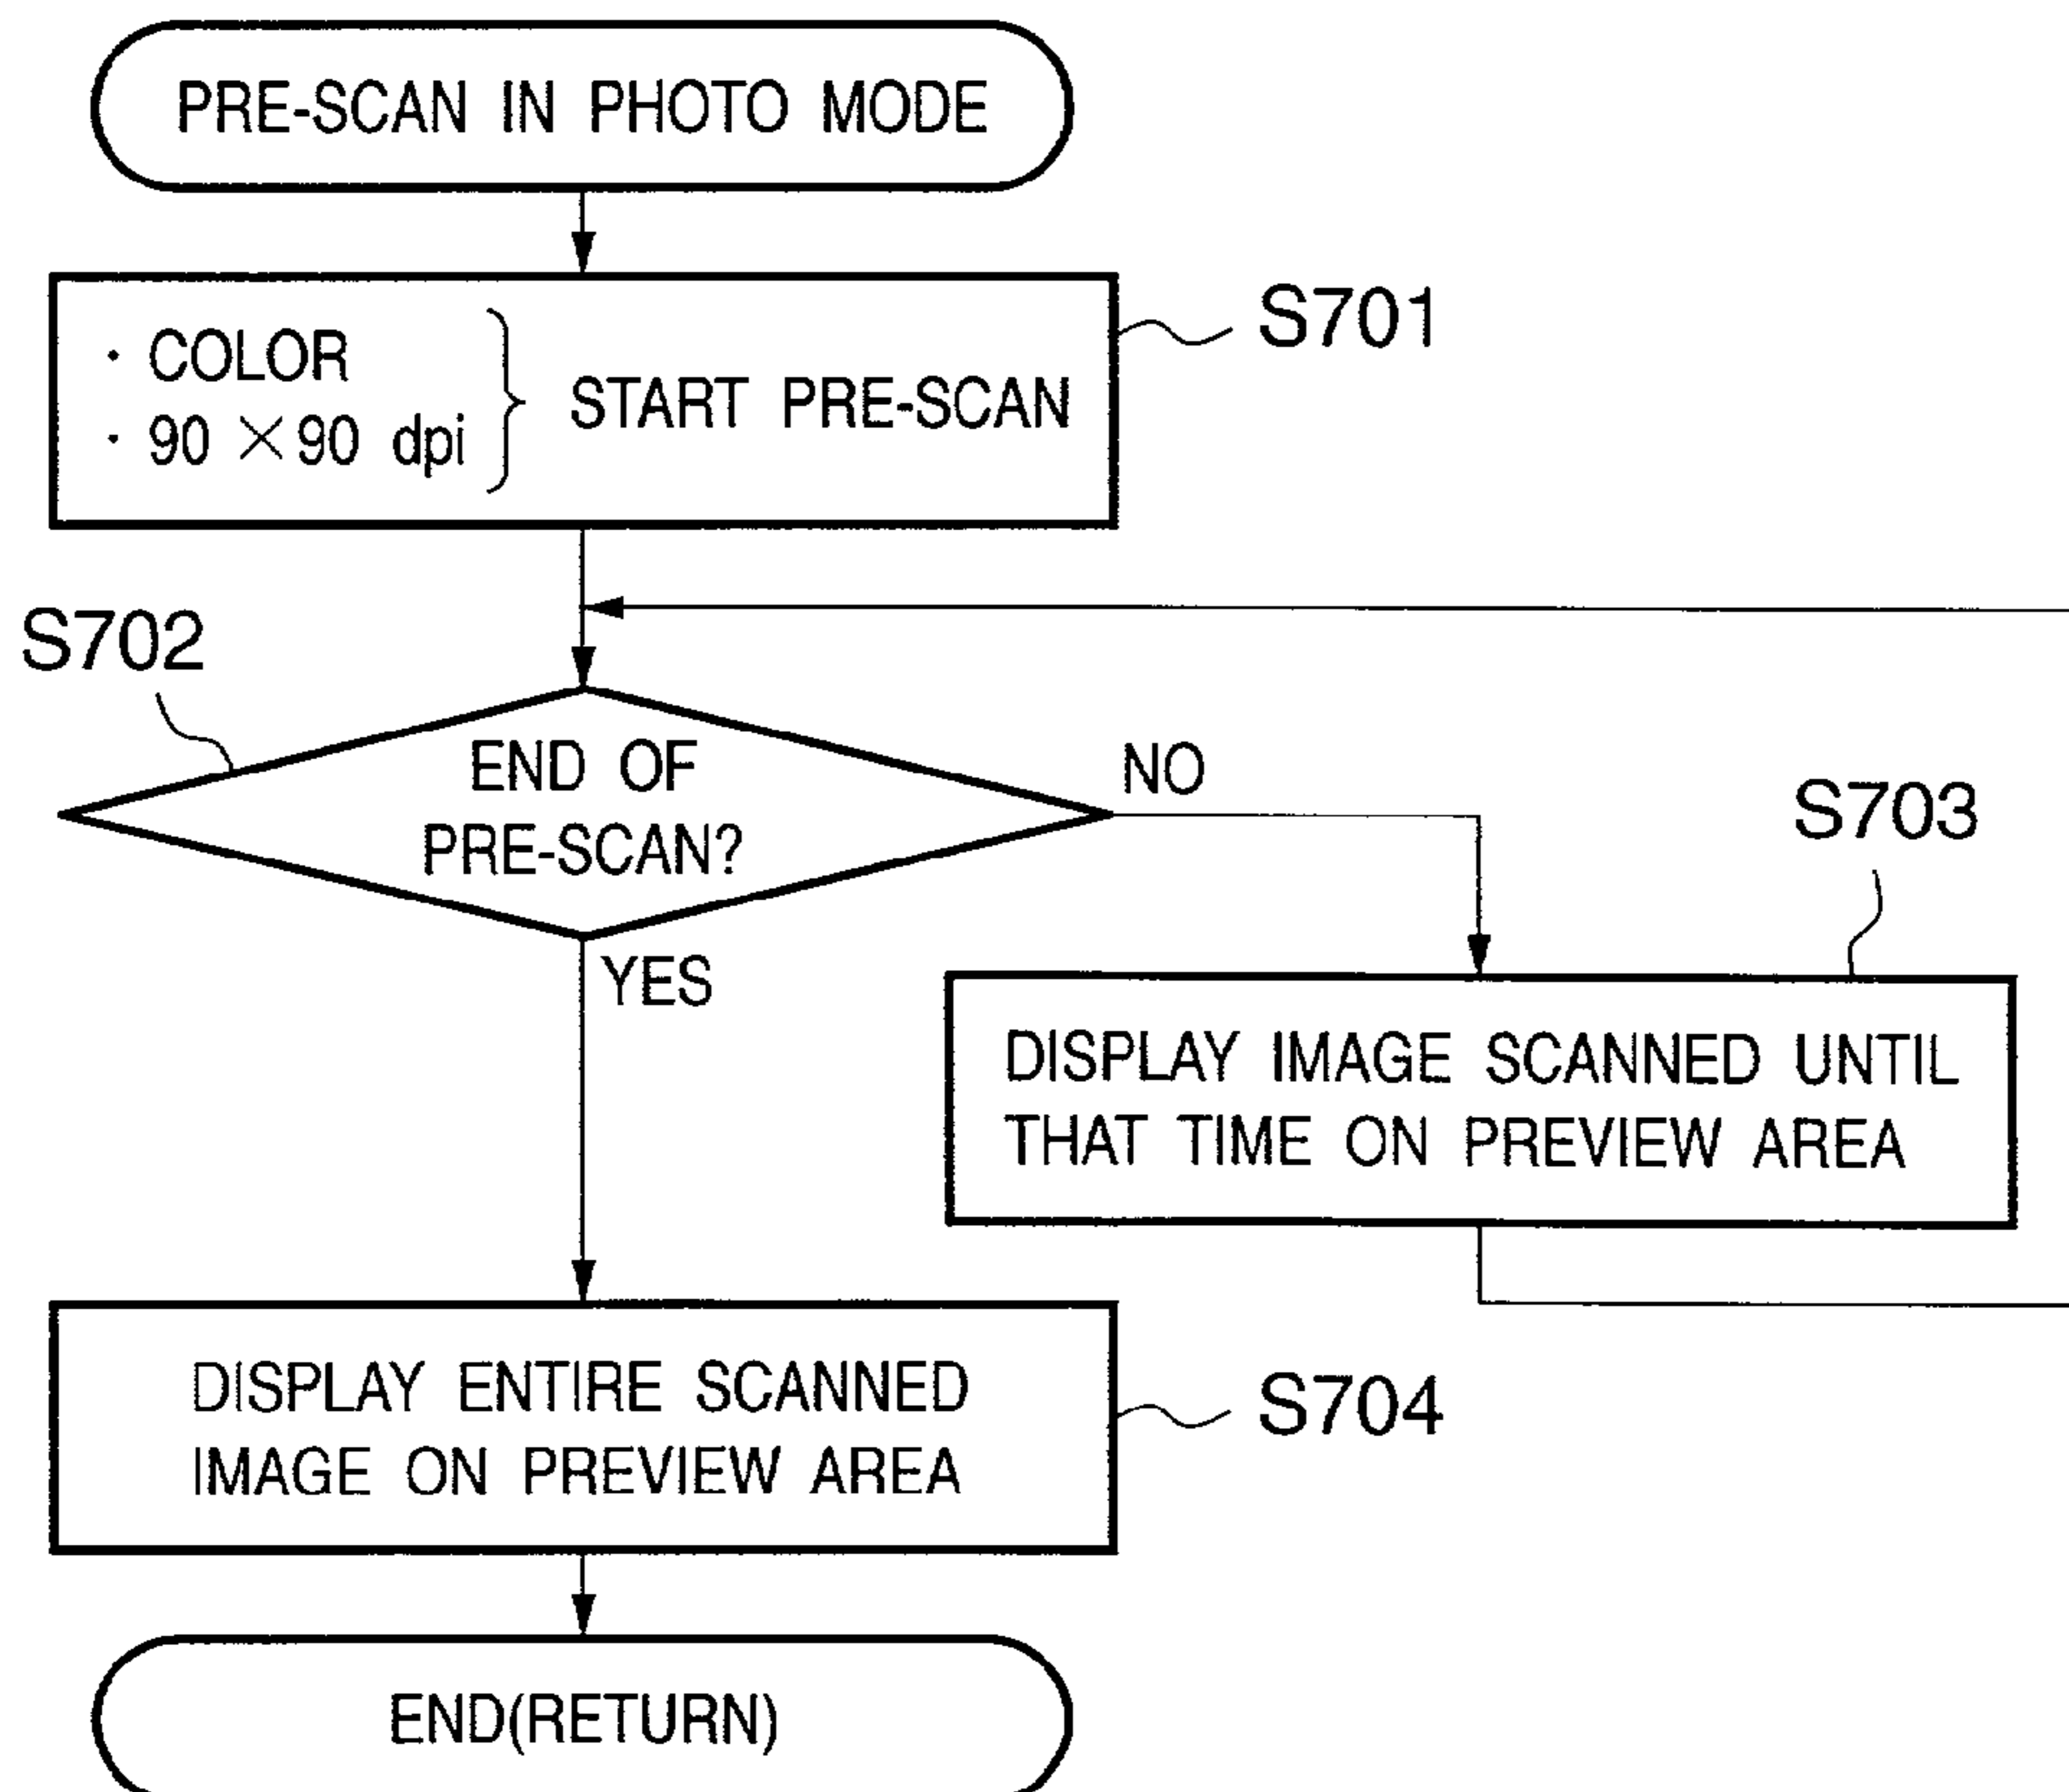 PRE-SCAN IN PHOTO MODE
· COLOR
· 90 × 90 dpi
START PRE-SCAN
S701
S702
END OF
PRE-SCAN?
NO
YES
S703
DISPLAY IMAGE SCANNED UNTIL
THAT TIME ON PREVIEW AREA
DISPLAY ENTIRE SCANNED
IMAGE ON PREVIEW AREA
S704
END(RETURN)